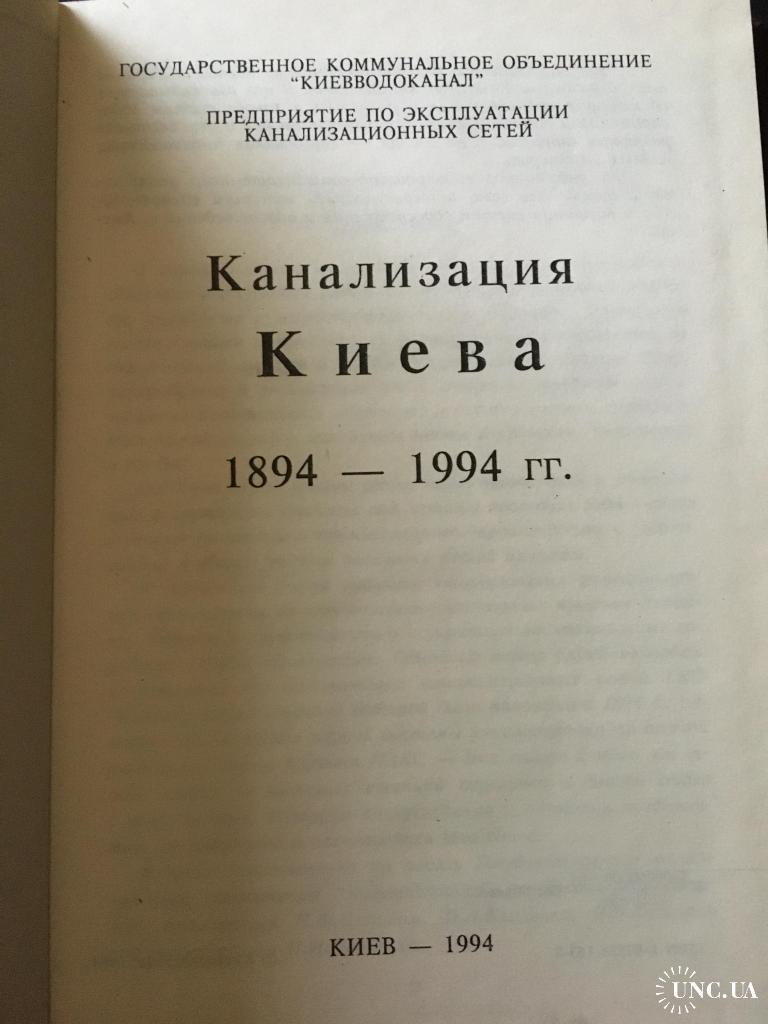 ГОСУДАРСТВЕННОЕ КОММУНАЛЬНОЕ ОБЪЕДИНЕНИЕ
"КИЕВВОДОКАНАЛ"
ПРЕДПРИЯТИЕ ПО ЭКСПЛУАТАЦИИ
КАНАЛИЗАЦИОННЫХ СЕТЕЙ
Канализация
Киева
1894 — 1994 гг.
КИЕВ — 1994
UNC.UA